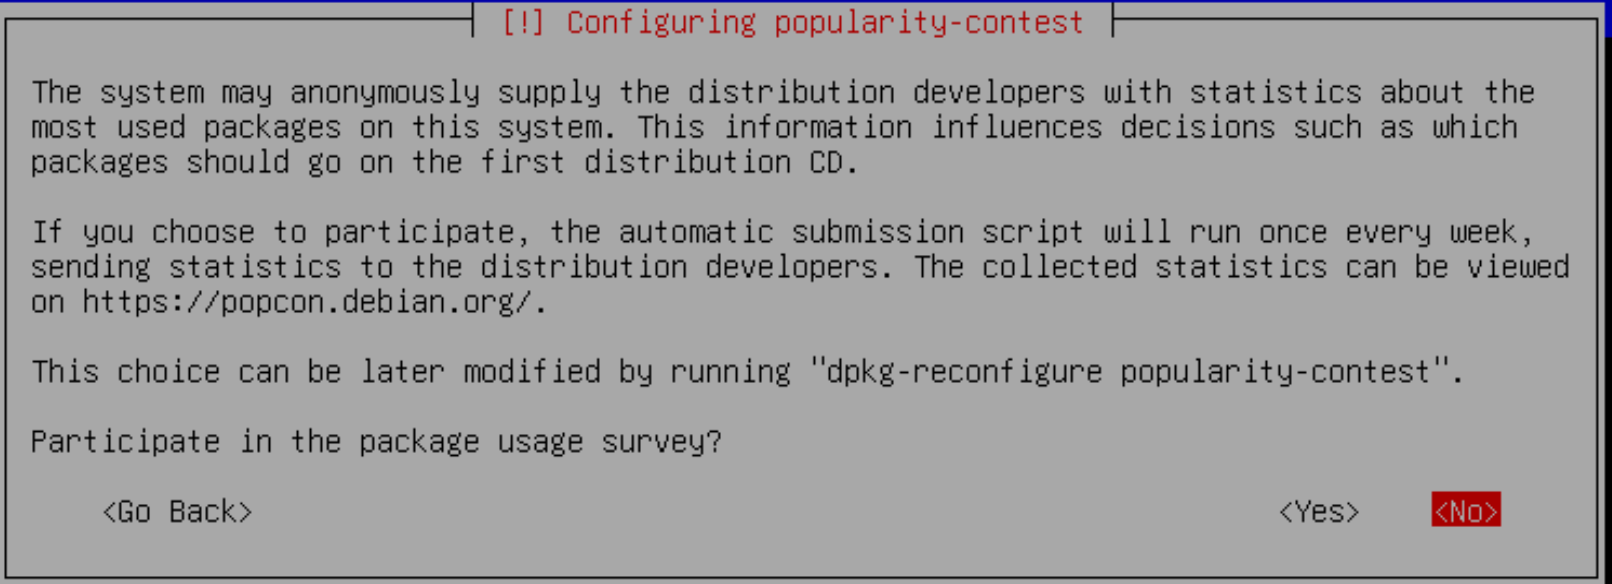 [!] Configuring popularity-contest
The system may anonymously supply the distribution developers with statistics about the
most used packages on this system. This information influences decisions such as which
packages should go on the first distribution CD.
If you choose to participate, the automatic submission script will run once every week,
sending statistics to the distribution developers. The collected statistics can be viewed
on https://popcon.debian.org/.
This choice can be later modified by running "dpkg-reconfigure popularity-contest".
Participate in the package usage survey?
<Go Back> <Yes> <No>